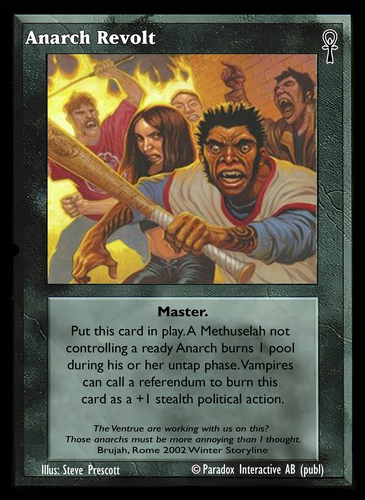 Anarch Revolt
Master.
Put this card in play. A Methuselah not
controlling a ready Anarch burns 1 pool
during his or her untap phase. Vampires
can call a referendum to burn this
card as a +1 stealth political action.
The Ventrue are working with us on this?
Those anarchs must be more annoying than I thought.
Brujah, Rome 2002 Winter Storyline
Illus: Steve Prescott
© Paradox Interactive AB (publ)